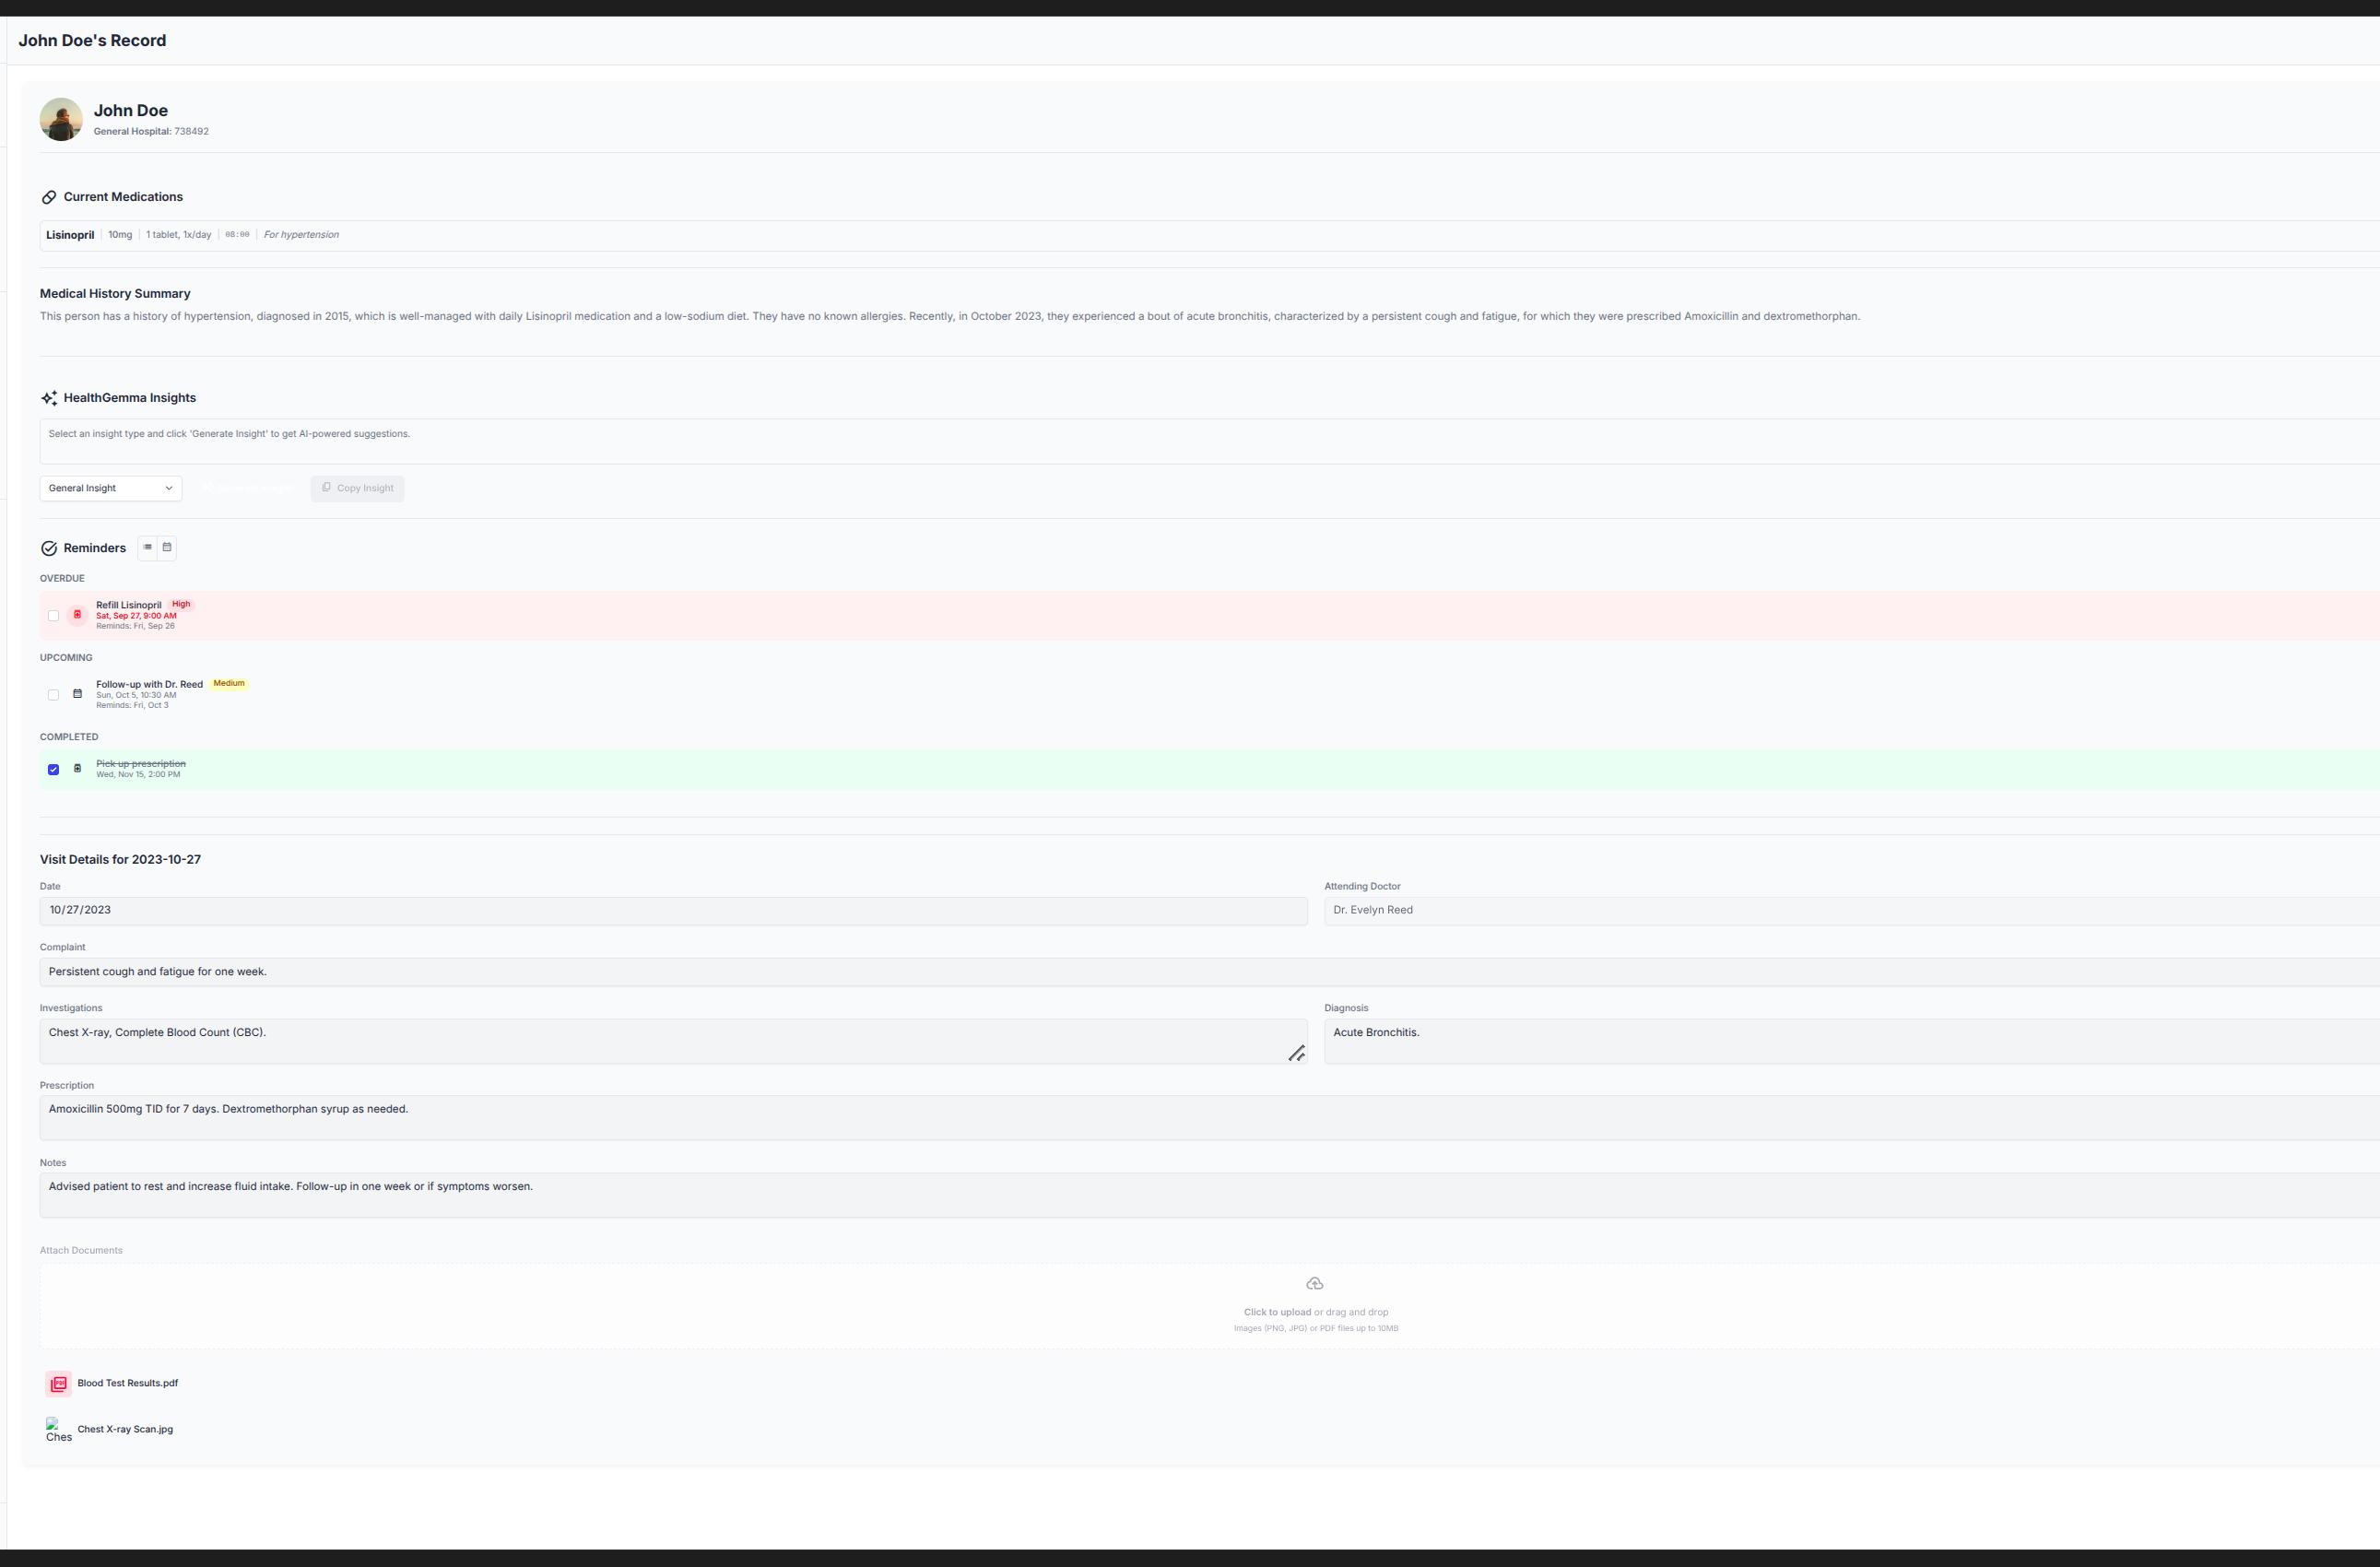 John Doe's Record
John Doe
General Hospital: 738492
Current Medications
Lisinopril 10mg 1 tablet, 1x/day 08:00 For hypertension
Medical History Summary
This person has a history of hypertension, diagnosed in 2015, which is well-managed with daily Lisinopril medication and a low-sodium diet. They have no known allergies. Recently, in October 2023, they experienced a bout of acute bronchitis, characterized by a persistent cough and fatigue, for which they were prescribed Amoxicillin and dextromethorphan.
HealthGemma Insights
Select an insight type and click 'Generate Insight' to get AI-powered suggestions.
General Insight
Copy Insight
Reminders
OVERDUE
Refill Lisinopril High
Sat, Sep 27, 9:00 AM
Reminds: Fri, Sep 26
UPCOMING
Follow-up with Dr. Reed Medium
Sun, Oct 5, 10:30 AM
Reminds: Fri, Oct 3
COMPLETED
Pick up prescription
Wed, Nov 15, 2:00 PM
Visit Details for 2023-10-27
Date
10/27/2023
Attending Doctor
Dr. Evelyn Reed
Complaint
Persistent cough and fatigue for one week.
Investigations
Chest X-ray, Complete Blood Count (CBC).
Diagnosis
Acute Bronchitis.
Prescription
Amoxicillin 500mg TID for 7 days. Dextromethorphan syrup as needed.
Notes
Advised patient to rest and increase fluid intake. Follow-up in one week or if symptoms worsen.
Attach Documents
Click to upload or drag and drop
Images (PNG, JPG) or PDF files up to 10MB
PDF
Blood Test Results.pdf
Ches
Chest X-ray Scan.jpg